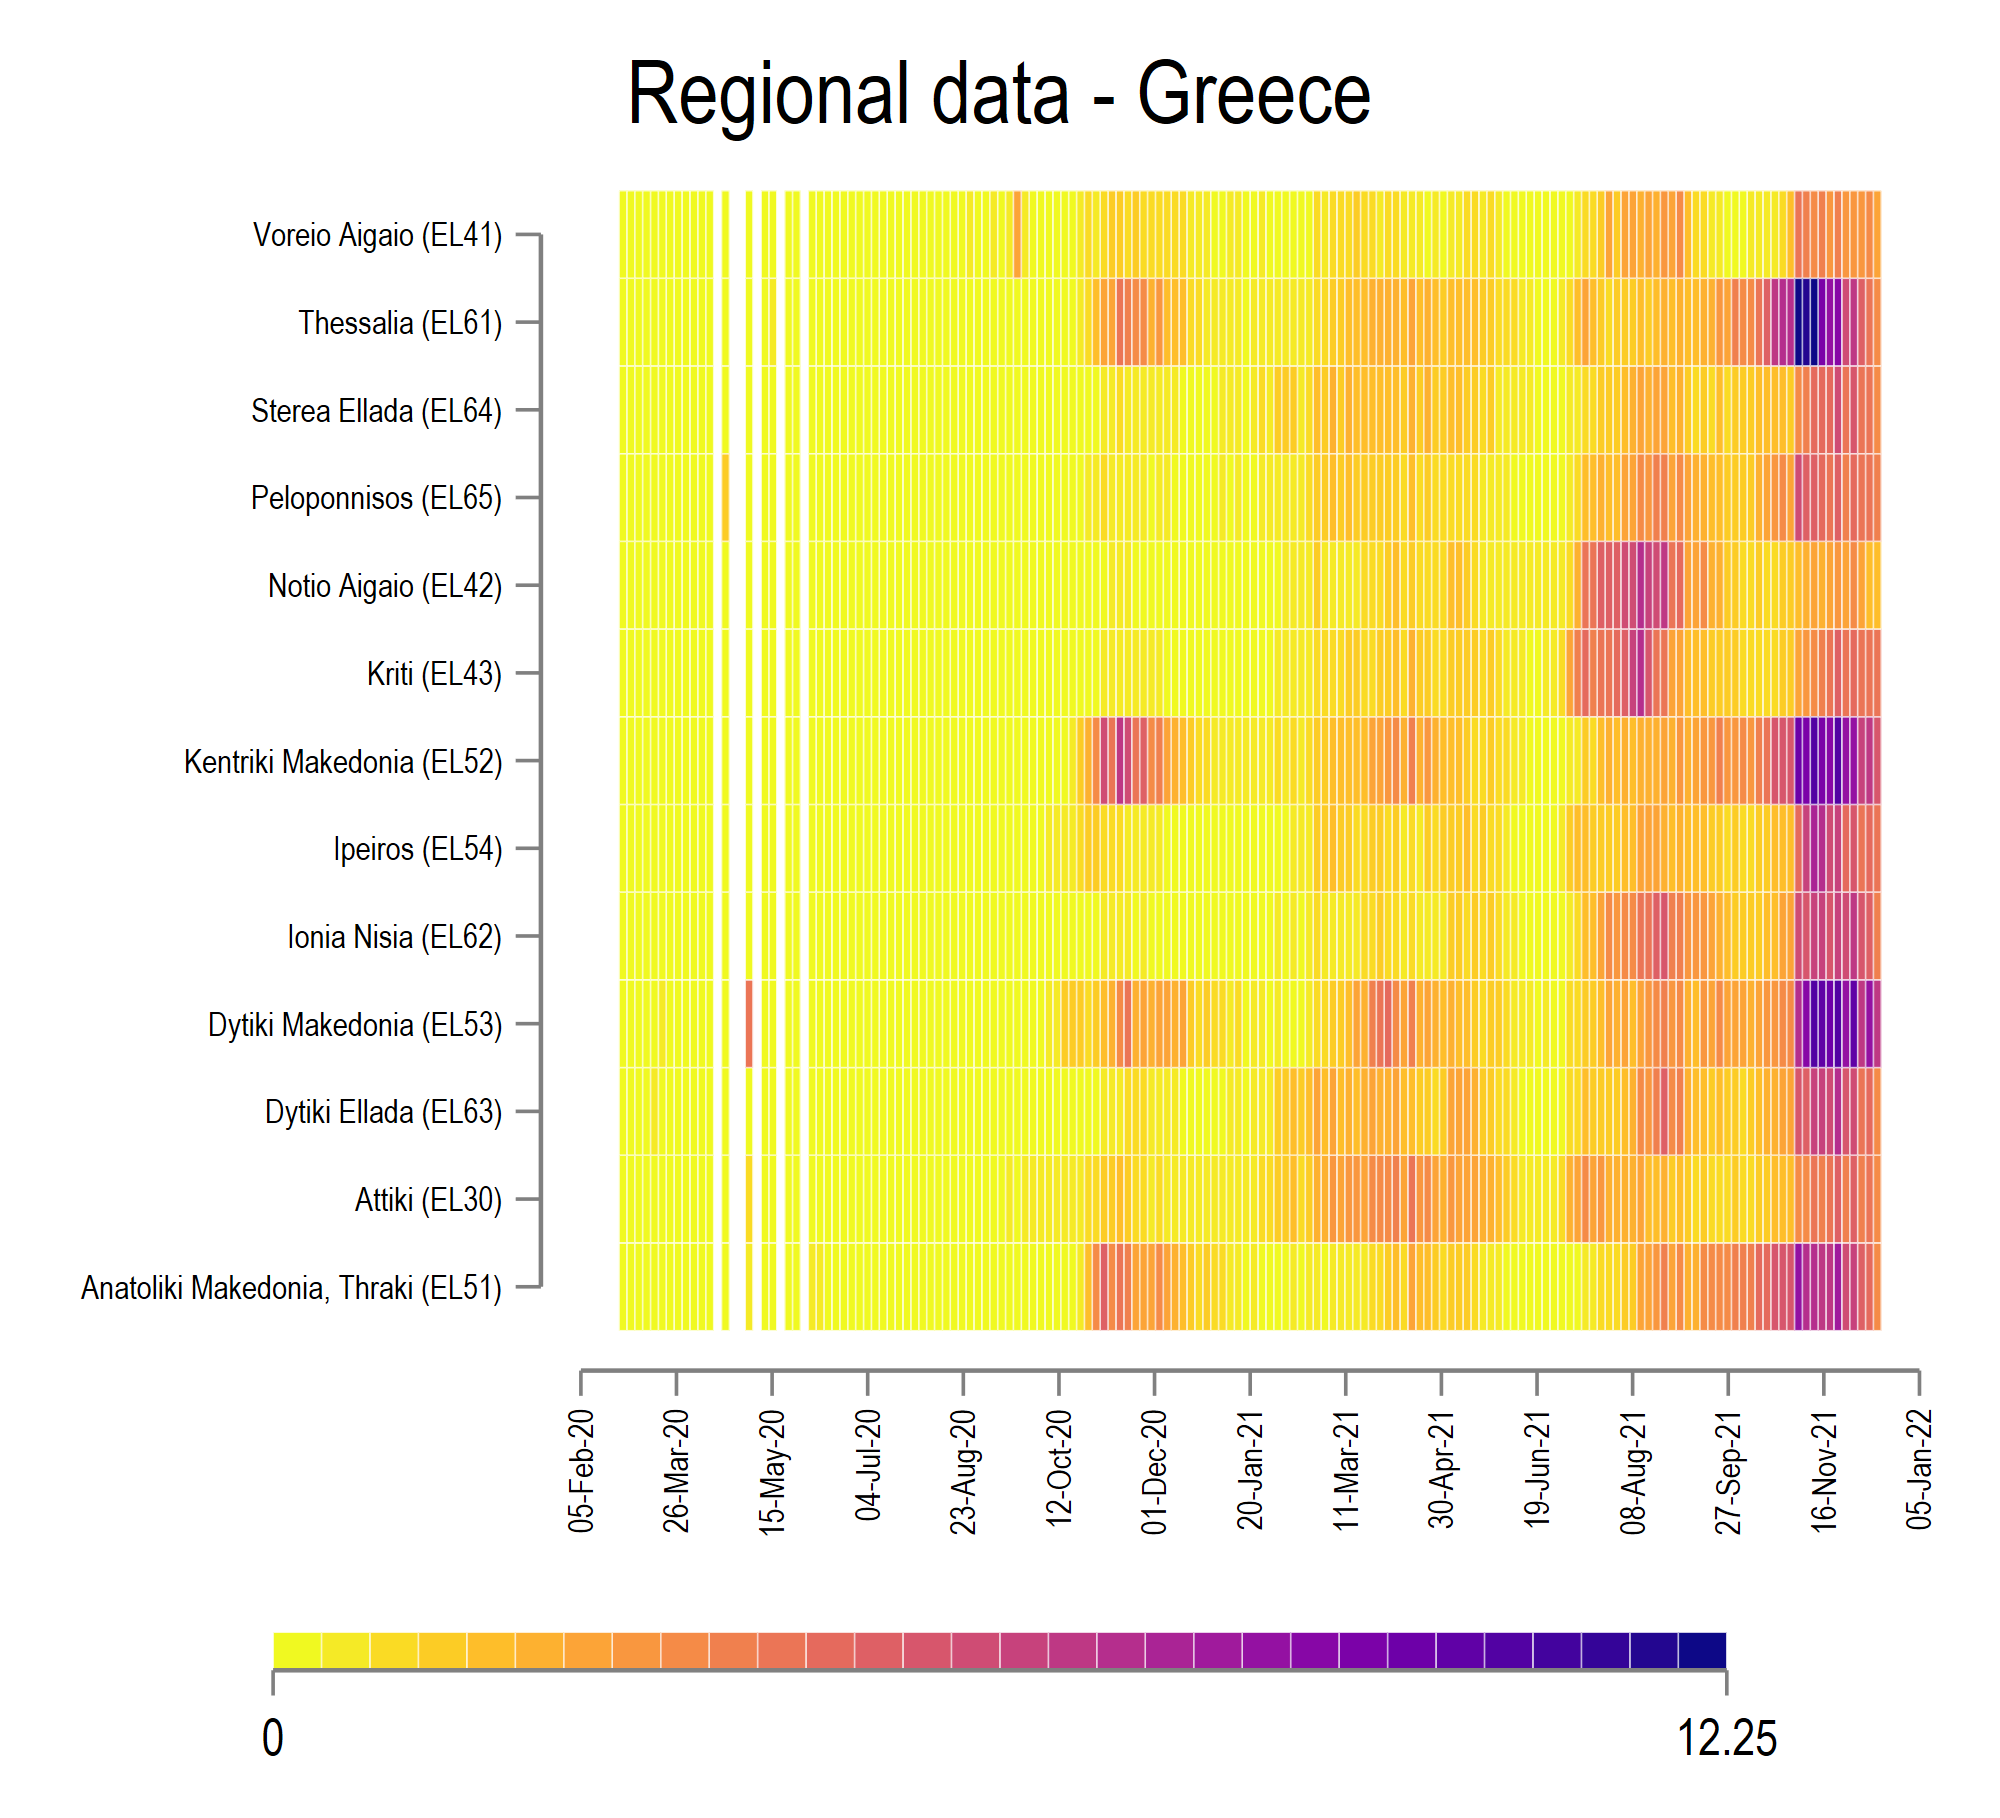 Regional data - Greece
Voreio Aigaio (EL41)
Thessalia (EL61)
Sterea Ellada (EL64)
Peloponnisos (EL65)
Notio Aigaio (EL42)
Kriti (EL43)
Kentriki Makedonia (EL52)
Ipeiros (EL54)
Ionia Nisia (EL62)
Dytiki Makedonia (EL53)
Dytiki Ellada (EL63)
Attiki (EL30)
Anatoliki Makedonia, Thraki (EL51)
05-Feb-20
26-Mar-20
15-May-20
04-Jul-20
23-Aug-20
12-Oct-20
01-Dec-20
20-Jan-21
11-Mar-21
30-Apr-21
19-Jun-21
08-Aug-21
27-Sep-21
16-Nov-21
05-Jan-22
0
12.25